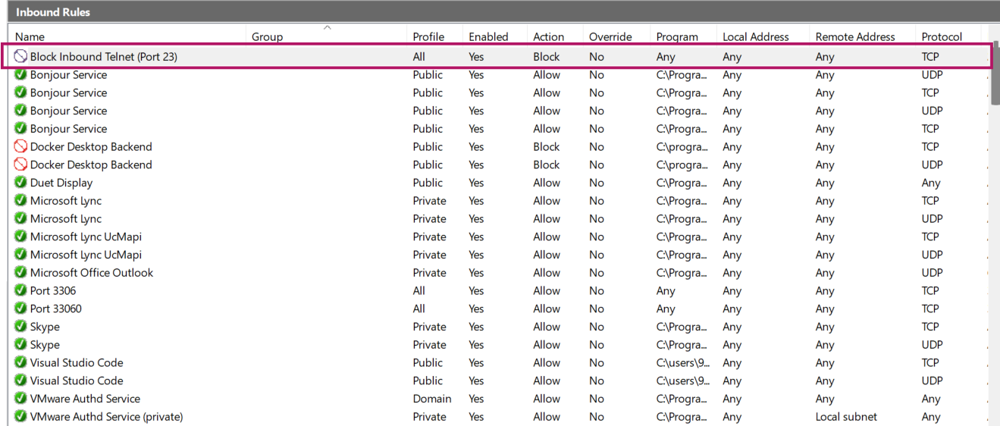 Inbound Rules
Name Group Profile Enabled Action Override Program Local Address Remote Address Protocol
Block Inbound Telnet (Port 23) All Yes Block No Any Any Any TCP
Bonjour Service Public Yes Allow No C:\Progra... Any Any UDP
Bonjour Service Public Yes Allow No C:\Progra... Any Any TCP
Bonjour Service Public Yes Allow No C:\Progra... Any Any UDP
Bonjour Service Public Yes Allow No C:\Progra... Any Any TCP
Docker Desktop Backend Public Yes Block No C:\progra... Any Any TCP
Docker Desktop Backend Public Yes Block No C:\progra... Any Any UDP
Duet Display Public Yes Allow No C:\Progra... Any Any Any
Microsoft Lync Private Yes Allow No C:\Progra... Any Any TCP
Microsoft Lync Private Yes Allow No C:\Progra... Any Any UDP
Microsoft Lync UcMapi Private Yes Allow No C:\Progra... Any Any TCP
Microsoft Lync UcMapi Private Yes Allow No C:\Progra... Any Any UDP
Microsoft Office Outlook Private Yes Allow No C:\Progra... Any Any UDP
Port 3306 All Yes Allow No Any Any Any TCP
Port 33060 All Yes Allow No Any Any Any TCP
Skype Private Yes Allow No C:\Progra... Any Any TCP
Skype Private Yes Allow No C:\Progra... Any Any UDP
Visual Studio Code Public Yes Allow No C:\users\9... Any Any TCP
Visual Studio Code Public Yes Allow No C:\users\9... Any Any UDP
VMware Authd Service Domain Yes Allow No C:\Progra... Any Any Any
VMware Authd Service (private) Private Yes Allow No C:\Progra... Any Local subnet Any